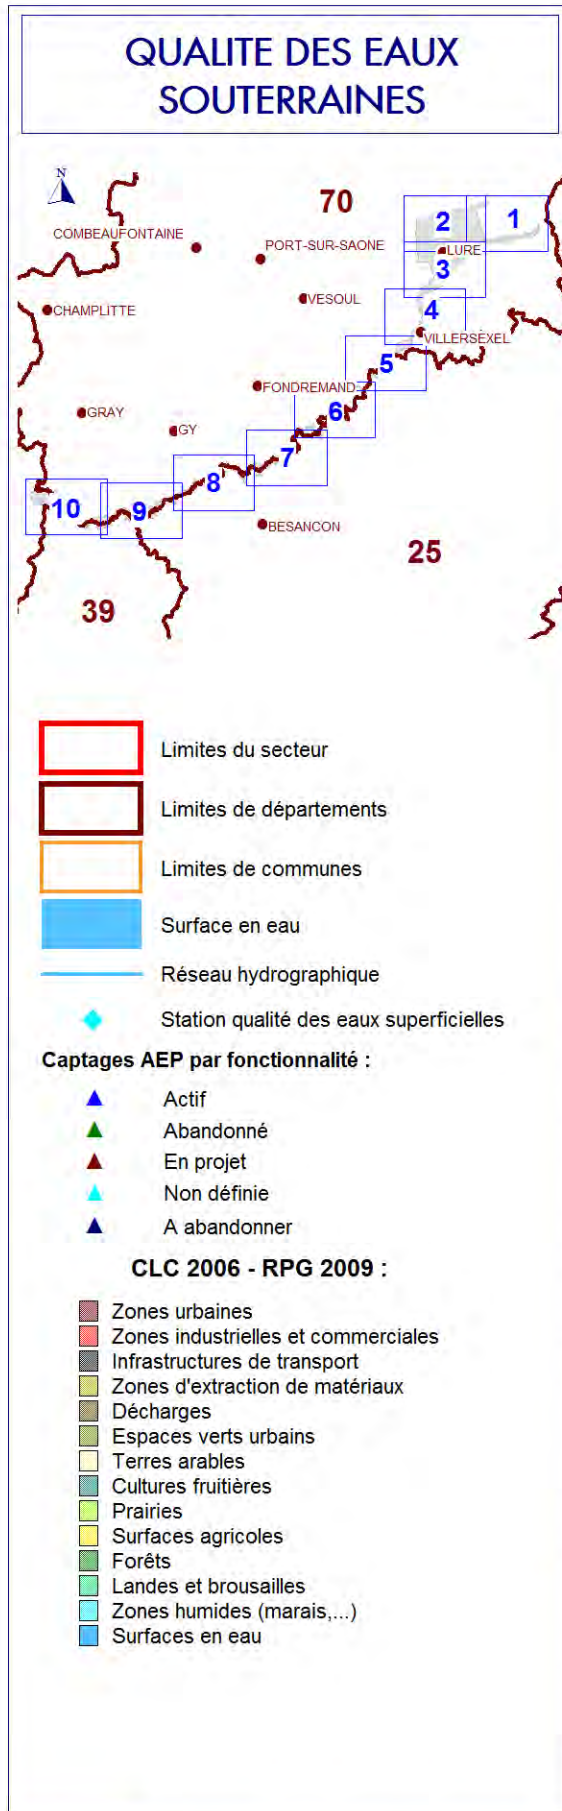 QUALITE DES EAUX
SOUTERRAINES
N
70
2
1
COMBEAUFONTAINE
PORT-SUR-SAONE
LURE
3
VESOUL
CHAMPLITTE
4
VILLERSEXEL
5
FONDREMAND
6
GRAY
GY
7
8
10
9
BESANCON
25
39
Limites du secteur
Limites de départements
Limites de communes
Surface en eau
Réseau hydrographique
Station qualité des eaux superficielles
Captages AEP par fonctionnalité :
Actif
Abandonné
En projet
Non définie
A abandonner
CLC 2006 - RPG 2009 :
Zones urbaines
Zones industrielles et commerciales
Infrastructures de transport
Zones d'extraction de matériaux
Décharges
Espaces verts urbains
Terres arables
Cultures fruitières
Prairies
Surfaces agricoles
Forêts
Landes et brousailles
Zones humides (marais,...)
Surfaces en eau